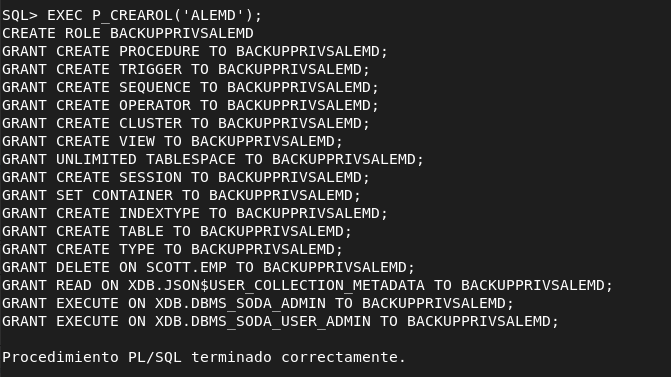 SQL> EXEC P_CREAROL('ALEMD');
CREATE ROLE BACKUPPRIVSALEMD
GRANT CREATE PROCEDURE TO BACKUPPRIVSALEMD;
GRANT CREATE TRIGGER TO BACKUPPRIVSALEMD;
GRANT CREATE SEQUENCE TO BACKUPPRIVSALEMD;
GRANT CREATE OPERATOR TO BACKUPPRIVSALEMD;
GRANT CREATE CLUSTER TO BACKUPPRIVSALEMD;
GRANT CREATE VIEW TO BACKUPPRIVSALEMD;
GRANT UNLIMITED TABLESPACE TO BACKUPPRIVSALEMD;
GRANT CREATE SESSION TO BACKUPPRIVSALEMD;
GRANT SET CONTAINER TO BACKUPPRIVSALEMD;
GRANT CREATE INDEXTYPE TO BACKUPPRIVSALEMD;
GRANT CREATE TABLE TO BACKUPPRIVSALEMD;
GRANT CREATE TYPE TO BACKUPPRIVSALEMD;
GRANT DELETE ON SCOTT.EMP TO BACKUPPRIVSALEMD;
GRANT READ ON XDB.JSON$USER_COLLECTION_METADATA TO BACKUPPRIVSALEMD;
GRANT EXECUTE ON XDB.DBMS_SODA_ADMIN TO BACKUPPRIVSALEMD;
GRANT EXECUTE ON XDB.DBMS_SODA_USER_ADMIN TO BACKUPPRIVSALEMD;
Procedimiento PL/SQL terminado correctamente.